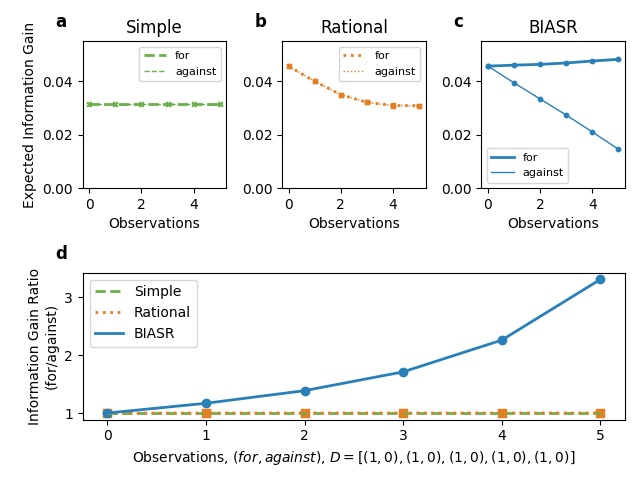 a Simple
b Rational
c BIASR
Expected Information Gain
0.04
0.02
0.00
for
against
0 2 4
Observations
0.04
0.02
0.00
for
against
0 2 4
Observations
0.04
0.02
0.00
for
against
0 2 4
Observations
d
Information Gain Ratio
(for/against)
3
2
1
Simple
Rational
BIASR
0 1 2 3 4 5
Observations, (for, against), D = [(1, 0), (1, 0), (1, 0), (1, 0), (1, 0)]